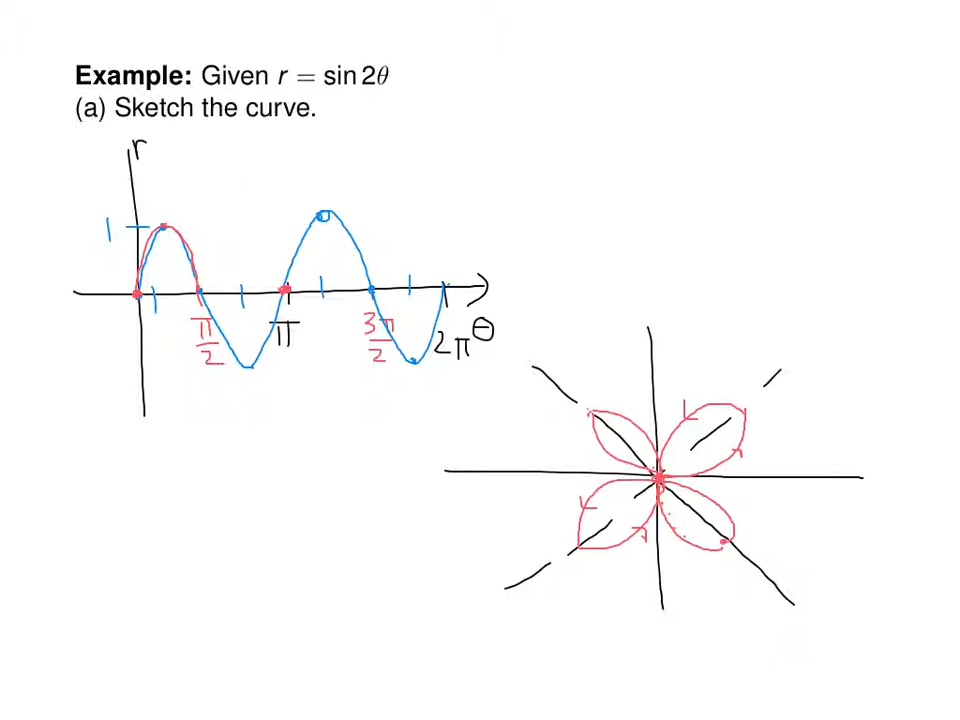 Example: Given r = sin 2θ
(a) Sketch the curve.
r
1
π/2
π
3π/2
2π
θ